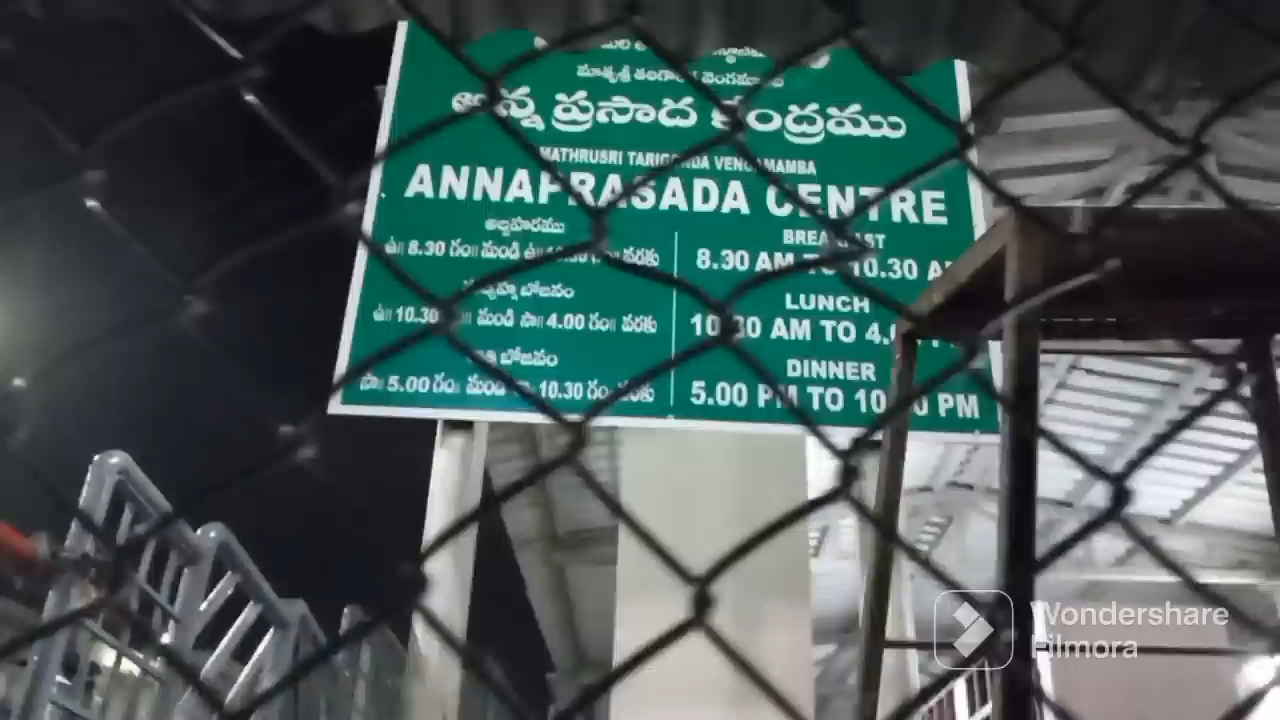 మాతృశ్రీ తరిగొండ వెంగమాంబ
అన్నప్రసాద కేంద్రము
MATHRUSRI TARIGONDA VENGAMAMBA
ANNAPRASADA CENTRE
అల్పాహారము
ఉ॥ 8.30 గం॥ నుండి ఉ॥ 10.30 గం॥ వరకు
BREAKFAST
8.30 AM TO 10.30 AM
మధ్యాహ్న భోజనం
ఉ॥ 10.30 గం॥ నుండి సా॥ 4.00 గం॥ వరకు
LUNCH
10.30 AM TO 4.00 PM
రాత్రి భోజనం
సా॥ 5.00 గం॥ నుండి రా॥ 10.30 గం॥ వరకు
DINNER
5.00 PM TO 10.30 PM
Wondershare
Filmora